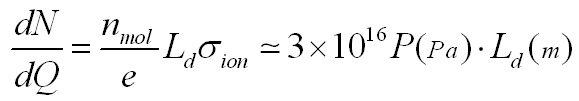 dN/dQ = n_mol/e L_d σ_ion ≃ 3×10^16 P(Pa)·L_d(m)